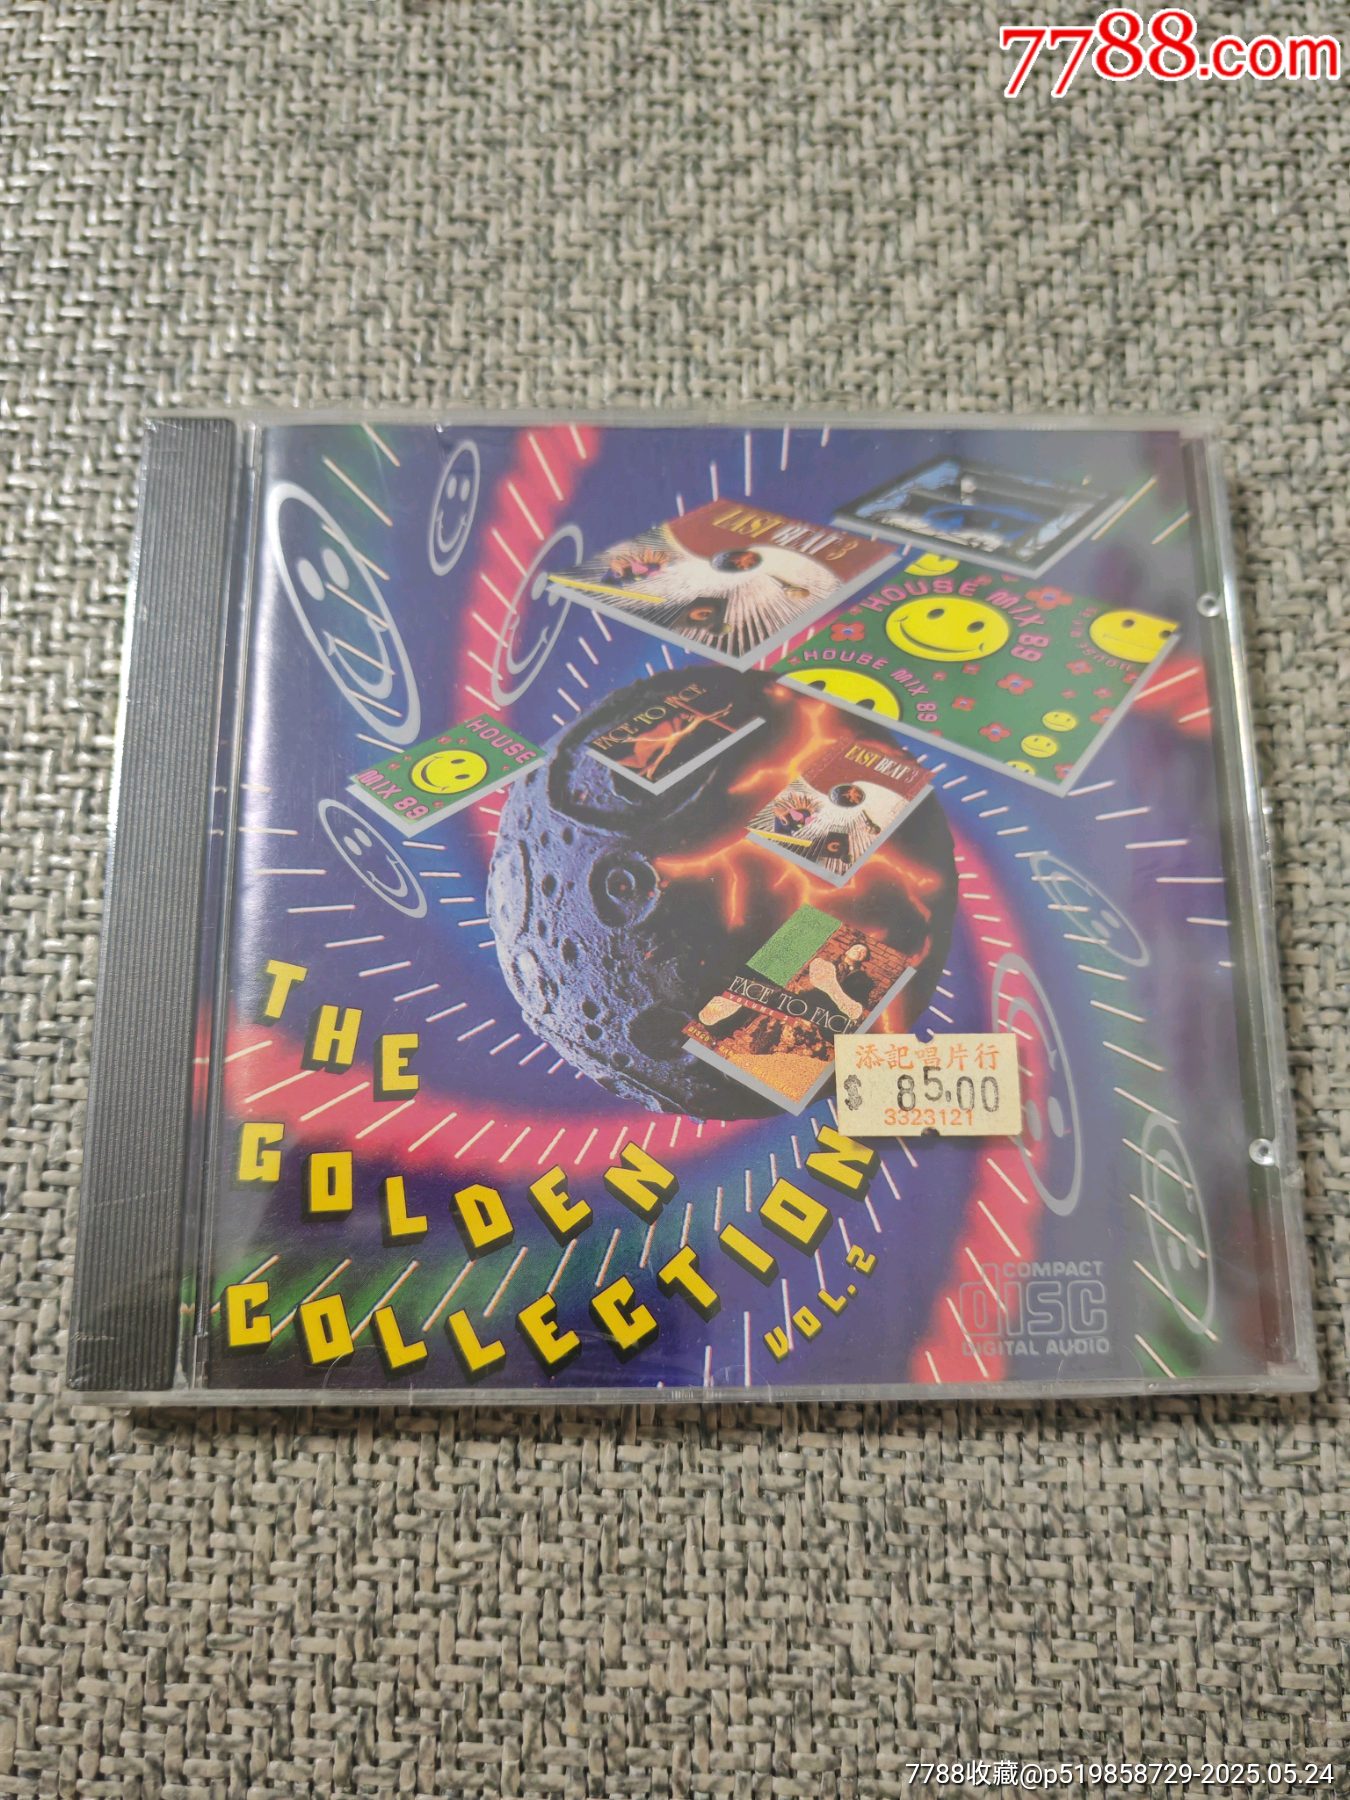 7788.com
EAST BEAT 3
HOUSE MIX 89
HOUSE MIX 89
HOUSE
FACE TO FACE
HOUSE
MIX 89
EAST BEAT 3
FACE TO FACE
VOLUME
添記唱片行
$ 85.00
3323121
THE
GOLDEN
COLLECTION
VOL.2
COMPACT
disc
DIGITAL AUDIO
7788收藏@p519858729-2025.05.24